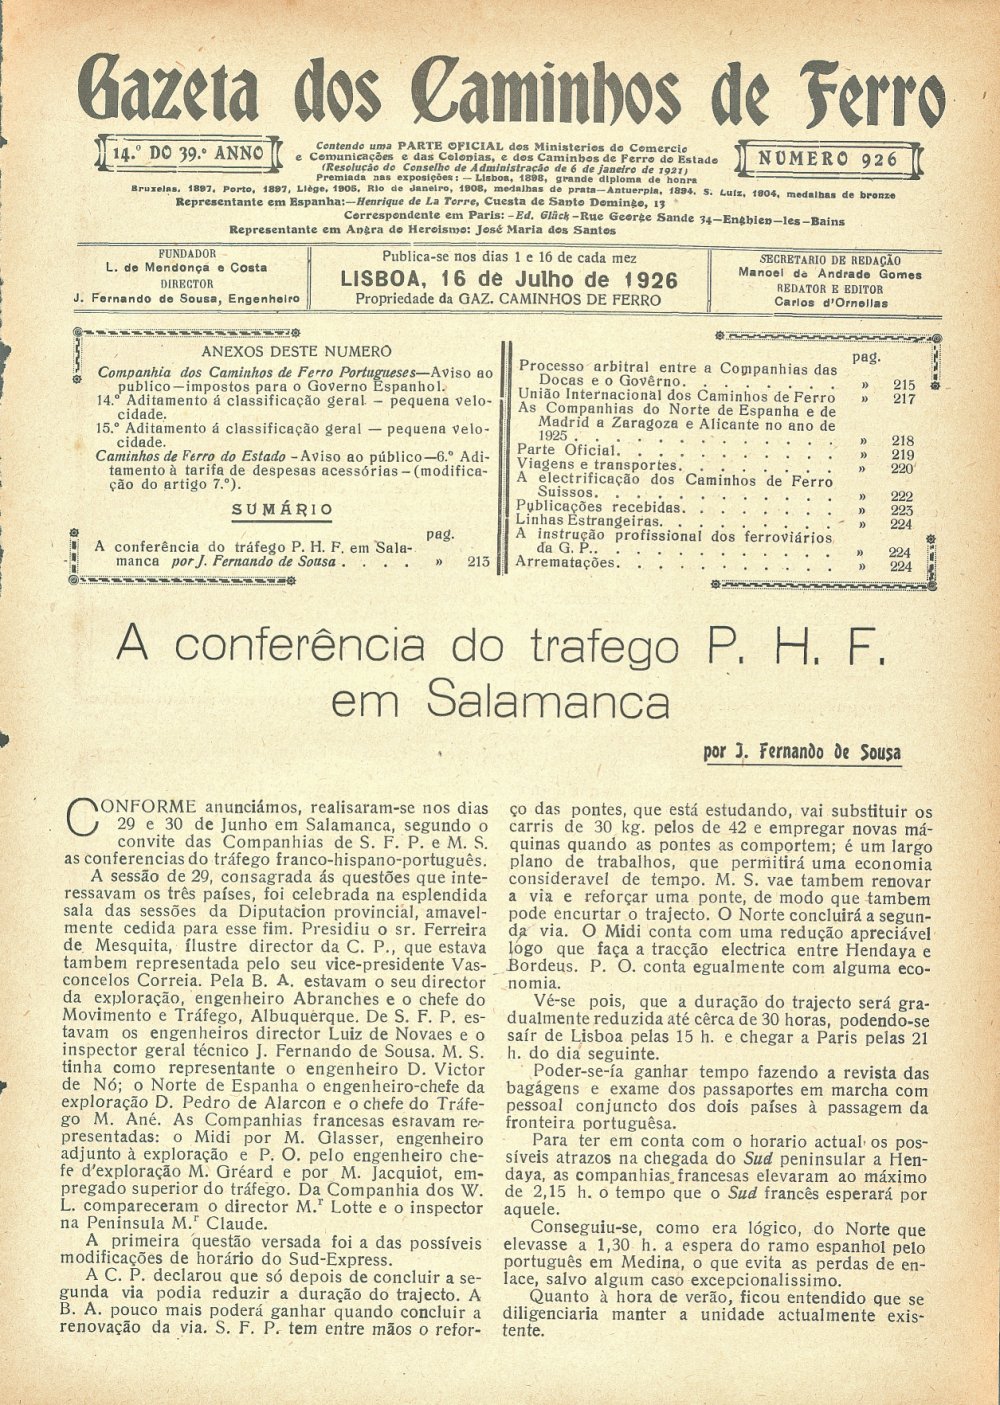 Gazeta dos Caminhos de Ferro
14.º DO 39.º ANNO
Contendo uma PARTE OFICIAL dos Ministerios do Comercio
e Comunicações e das Colonias, e dos Caminhos de Ferro do Estado
(Resolução do Conselho de Administração de 6 de janeiro de 1921)
Premiada nas exposições: — Lisboa, 1898, grande diploma de honra
NUMERO 926
Bruxelas, 1897, Porto, 1897, Liège, 1905, Rio de Janeiro, 1908, medalhas de prata—Antuerpia, 1894, S. Luiz, 1904, medalhas de bronze
Representante em Espanha:—Henrique de La Torre, Cuesta de Santo Domingo, 13
Correspondente em Paris: -Ed. Glück-Rue George Sande 34—Enghien—les—Bains
Representante em Angra do Heroismo: José Maria dos Santos
FUNDADOR
L. de Mendonça e Costa
DIRECTOR
J. Fernando de Sousa, Engenheiro
Publica-se nos dias 1 e 16 de cada mez
LISBOA, 16 de Julho de 1926
Propriedade da GAZ. CAMINHOS DE FERRO
SECRETARIO DE REDAÇÃO
Manoel de Andrade Gomes
REDATOR E EDITOR
Carlos d'Ornellas
ANEXOS DESTE NUMERO
Companhia dos Caminhos de Ferro Portugueses—Aviso ao
publico—impostos para o Governo Espanhol.
14.º Aditamento á classificação geral — pequena velo-
cidade.
15.º Aditamento á classificação geral — pequena velo-
cidade.
Caminhos de Ferro do Estado -Aviso ao público—6.º Adi-
tamento à tarifa de despesas acessórias—(modifica-
ção do artigo 7.º).
SUMÁRIO
pag.
A conferência do tráfego P. H. F. em Sala-
manca por J. Fernando de Sousa . . . . » 213
pag.
Processo arbitral entre a Companhias das
Docas e o Govêrno. . . . . . . . » 215
União Internacional dos Caminhos de Ferro » 217
As Companhias do Norte de Espanha e de
Madrid a Zaragoza e Alicante no ano de
1925 . . . . . . . . . . . . . » 218
Parte Oficial. . . . . . . . . . . » 219
Viagens e transportes. . . . . . . . » 220
A electrificação dos Caminhos de Ferro
Suissos. . . . . . . . . . . . » 222
Publicações recebidas. . . . . . . . » 223
Linhas Estrangeiras. . . . . . . . . » 224
A instrução profissional dos ferroviários
da G. P.. . . . . . . . . . . . » 224
Arrematações. . . . . . . . . . . » 224
A conferência do trafego P. H. F.
em Salamanca
por J. Fernando de Sousa
CONFORME anunciámos, realisaram-se nos dias
29 e 30 de Junho em Salamanca, segundo o
convite das Companhias de S. F. P. e M. S.
as conferencias do tráfego franco-hispano-português.
A sessão de 29, consagrada ás questões que inte-
ressavam os três países, foi celebrada na esplendida
sala das sessões da Diputacion provincial, amavel-
mente cedida para esse fim. Presidiu o sr. Ferreira
de Mesquita, ilustre director da C. P., que estava
tambem representada pelo seu vice-presidente Vas-
concelos Correia. Pela B. A. estavam o seu director
da exploração, engenheiro Abranches e o chefe do
Movimento e Tráfego, Albuquerque. De S. F. P. es-
tavam os engenheiros director Luiz de Novaes e o
inspector geral técnico J. Fernando de Sousa. M. S.
tinha como representante o engenheiro D. Victor
de Nó; o Norte de Espanha o engenheiro-chefe da
exploração D. Pedro de Alarcon e o chefe do Tráfe-
go M. Ané. As Companhias francesas esravam re-
presentadas: o Midi por M. Glasser, engenheiro
adjunto à exploração e P. O. pelo engenheiro che-
fe d'exploração M. Gréard e por M. Jacquiot, em-
pregado superior do tráfego. Da Companhia dos W.
L. compareceram o director M.r Lotte e o inspector
na Peninsula M.r Claude.
A primeira questão versada foi a das possíveis
modificações de horário do Sud-Express.
A C. P. declarou que só depois de concluir a se-
gunda via podia reduzir a duração do trajecto. A
B. A. pouco mais poderá ganhar quando concluir a
renovação da via. S. F. P. tem entre mãos o refor-
ço das pontes, que está estudando, vai substituir os
carris de 30 kg. pelos de 42 e empregar novas má-
quinas quando as pontes as comportem; é um largo
plano de trabalhos, que permitirá uma economia
consideravel de tempo. M. S. vae tambem renovar
a via e reforçar uma ponte, de modo que tambem
pode encurtar o trajecto. O Norte concluirá a segun-
da via. O Midi conta com uma redução apreciável
logo que faça a tracção electrica entre Hendaya e
Bordeus. P. O. conta egualmente com alguma eco-
nomia.
Vé-se pois, que a duração do trajecto será gra-
dualmente reduzida até cêrca de 30 horas, podendo-se
saír de Lisboa pelas 15 h. e chegar a Paris pelas 21
h. do dia seguinte.
Poder-se-ía ganhar tempo fazendo a revista das
bagágens e exame dos passaportes em marcha com
pessoal conjuncto dos dois países à passagem da
fronteira portuguêsa.
Para ter em conta com o horario actual os pos-
síveis atrazos na chegada do Sud peninsular a Hen-
daya, as companhias francesas elevaram ao máximo
de 2,15 h. o tempo que o Sud francês esperará por
aquele.
Conseguiu-se, como era lógico, do Norte que
elevasse a 1,30 h. a espera do ramo espanhol pelo
português em Medina, o que evita as perdas de en-
lace, salvo algum caso excepcionalissimo.
Quanto à hora de verão, ficou entendido que se
diligenciaria manter a unidade actualmente exis-
tente.